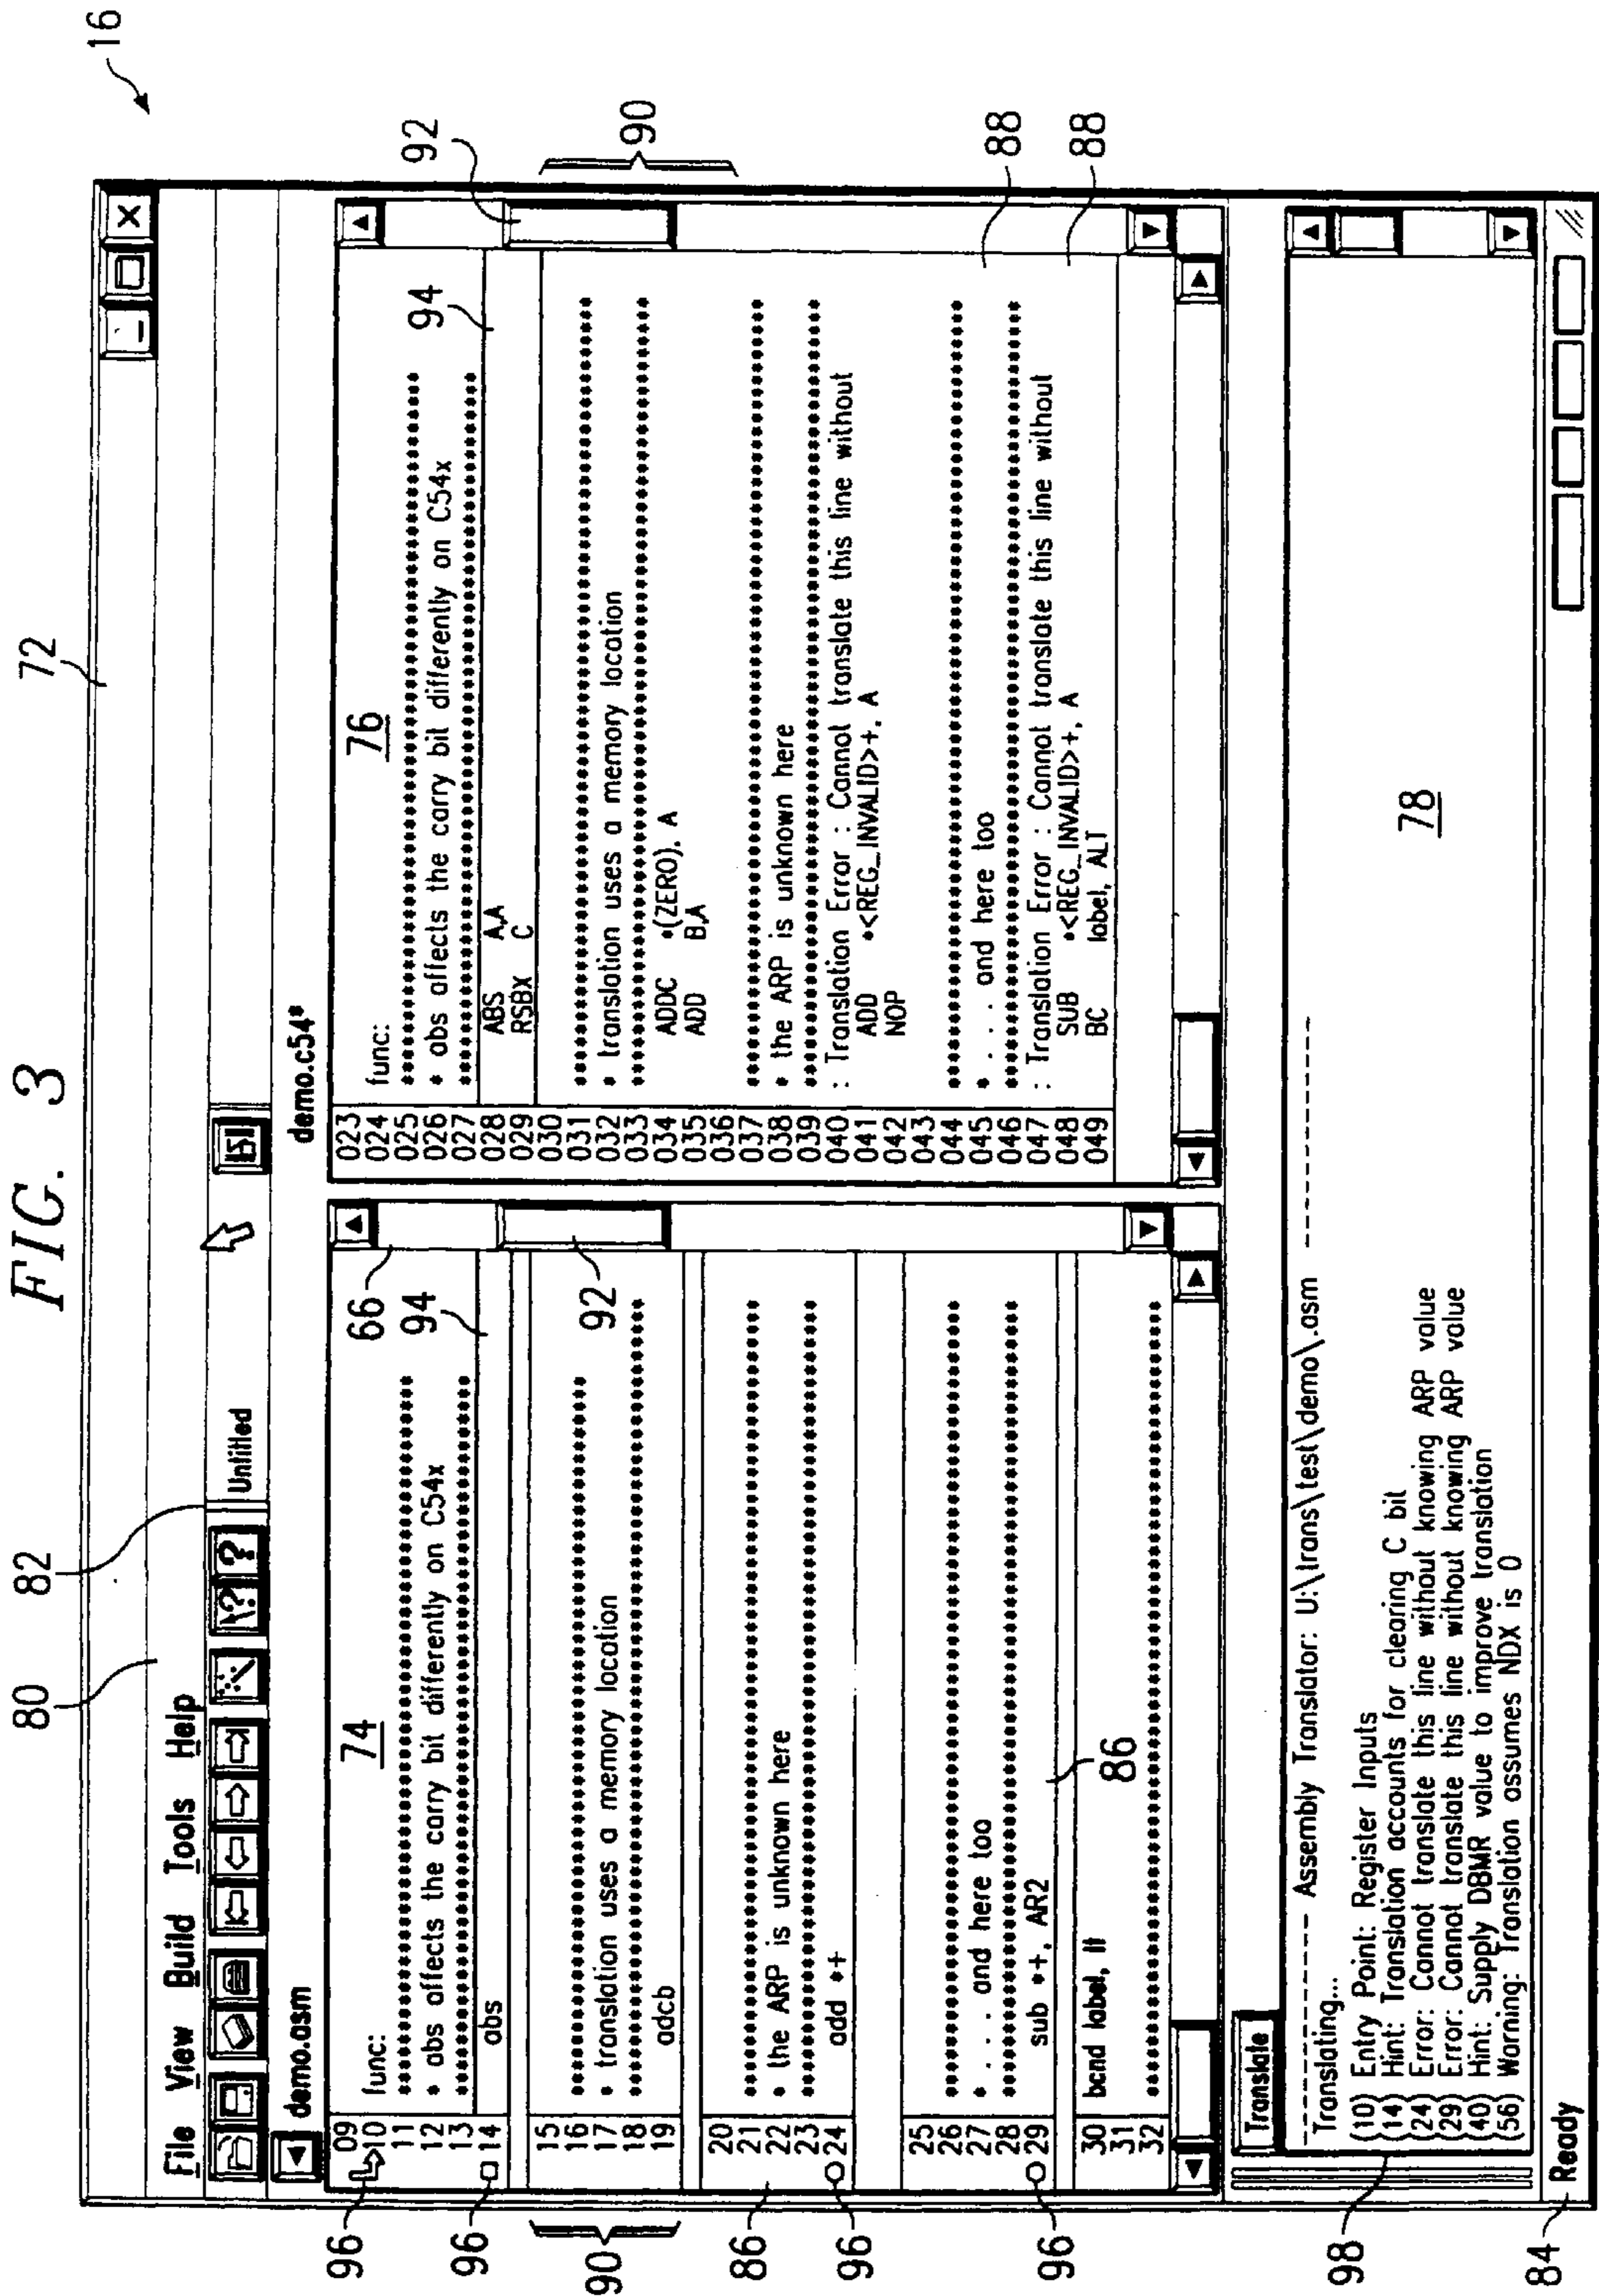 FIG. 3
16
72
80
82
File View Build Tools Help
Untitled
demo.asm
demo.c54*
74
66
94
09
10 func:
11 ****************************************
12 * abs affects the carry bit differently on C54x
13 ****************************************
14 abs
15
16 ****************************************
17 * translation uses a memory location
18 ****************************************
19 adcb
20
21 ****************************************
22 * the ARP is unknown here
23 ****************************************
24 add *+
25
26 ****************************************
27 * . . . and here too
28 ****************************************
29 sub *+, AR2
30 bcnd label, lt
31
32 ****************************************
96
96
90
86
96
96
92
86
76
94
92
90
88
88
023
024 func:
025 ****************************************
026 * abs affects the carry bit differently on C54x
027 ****************************************
028 ABS A,A
029 RSBX C
030
031 ****************************************
032 * translation uses a memory location
033 ****************************************
034 ADDC *(ZERO), A
035 ADD B,A
036
037 ****************************************
038 * the ARP is unknown here
039 ****************************************
040 : Translation Error : Cannot translate this line without
041 ADD *<REG_INVALID>+, A
042 NOP
043
044 ****************************************
045 * . . . and here too
046 ****************************************
047 : Translation Error : Cannot translate this line without
048 SUB *<REG_INVALID>+, A
049 BC label, ALT
Translate
---------- Assembly Translator: U:\trans\test\demo\.asm ----------
Translating...
(10) Entry Point: Register Inputs
(14) Hint: Translation accounts for clearing C bit
(24) Error: Cannot translate this line without knowing ARP value
(29) Error: Cannot translate this line without knowing ARP value
(40) Hint: Supply DBMR value to improve translation
(56) Warning: Translation assumes NDX is 0
78
98
Ready
84